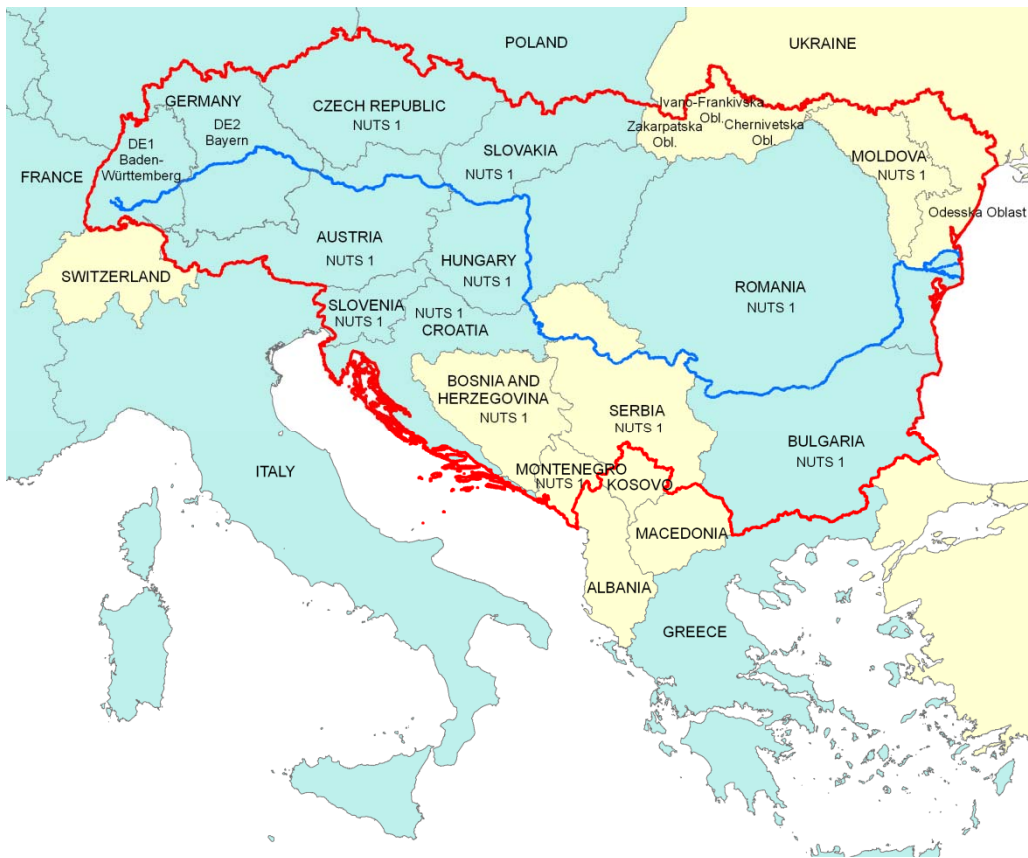 POLAND
UKRAINE
GERMANY
CZECH REPUBLIC
NUTS 1
DE2
Bayern
DE1
Baden-
Württemberg
FRANCE
SLOVAKIA
NUTS 1
Ivano-Frankivska
Obl.
Zakarpatska
Obl.
Chernivetska
Obl.
MOLDOVA
NUTS 1
Odesska Oblast
SWITZERLAND
AUSTRIA
NUTS 1
HUNGARY
NUTS 1
ROMANIA
NUTS 1
SLOVENIA
NUTS 1
NUTS 1
CROATIA
BOSNIA AND
HERZEGOVINA
NUTS 1
SERBIA
NUTS 1
BULGARIA
NUTS 1
ITALY
MONTENEGRO
NUTS 1
KOSOVO
MACEDONIA
ALBANIA
GREECE